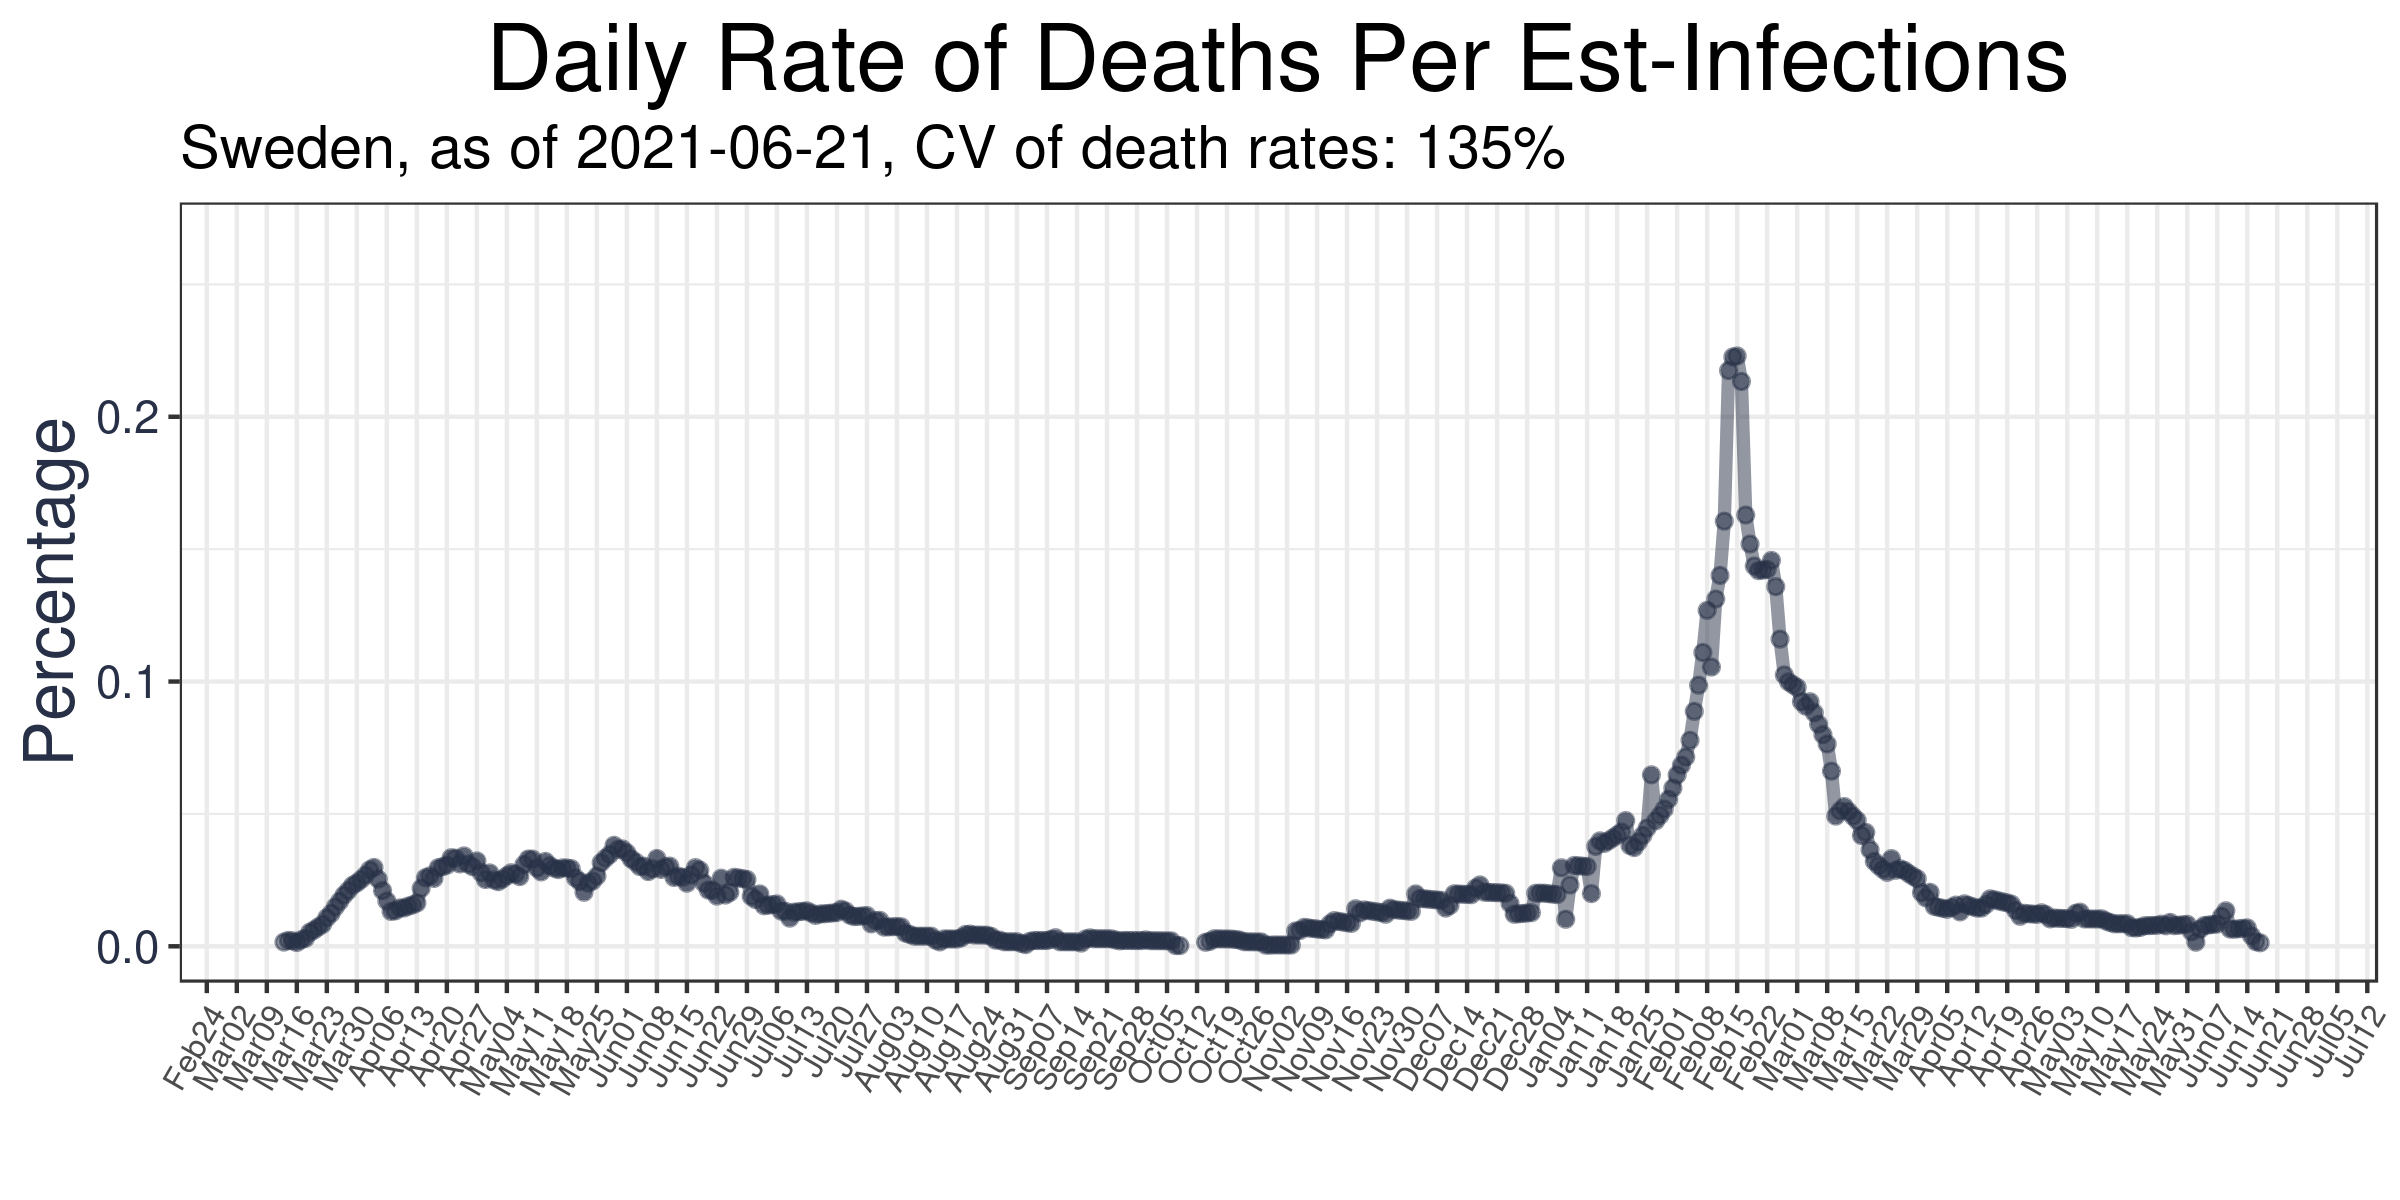 Daily Rate of Deaths Per Est-Infections
Sweden, as of 2021-06-21, CV of death rates: 135%
Percentage
0.2
0.1
0.0
Feb24
Mar02
Mar09
Mar16
Mar23
Mar30
Apr06
Apr13
Apr20
Apr27
May04
May11
May18
May25
Jun01
Jun08
Jun15
Jun22
Jun29
Jul06
Jul13
Jul20
Jul27
Aug03
Aug10
Aug17
Aug24
Aug31
Sep07
Sep14
Sep21
Sep28
Oct05
Oct12
Oct19
Oct26
Nov02
Nov09
Nov16
Nov23
Nov30
Dec07
Dec14
Dec21
Dec28
Jan04
Jan11
Jan18
Jan25
Feb01
Feb08
Feb15
Feb22
Mar01
Mar08
Mar15
Mar22
Mar29
Apr05
Apr12
Apr19
Apr26
May03
May10
May17
May24
May31
Jun07
Jun14
Jun21
Jun28
Jul05
Jul12